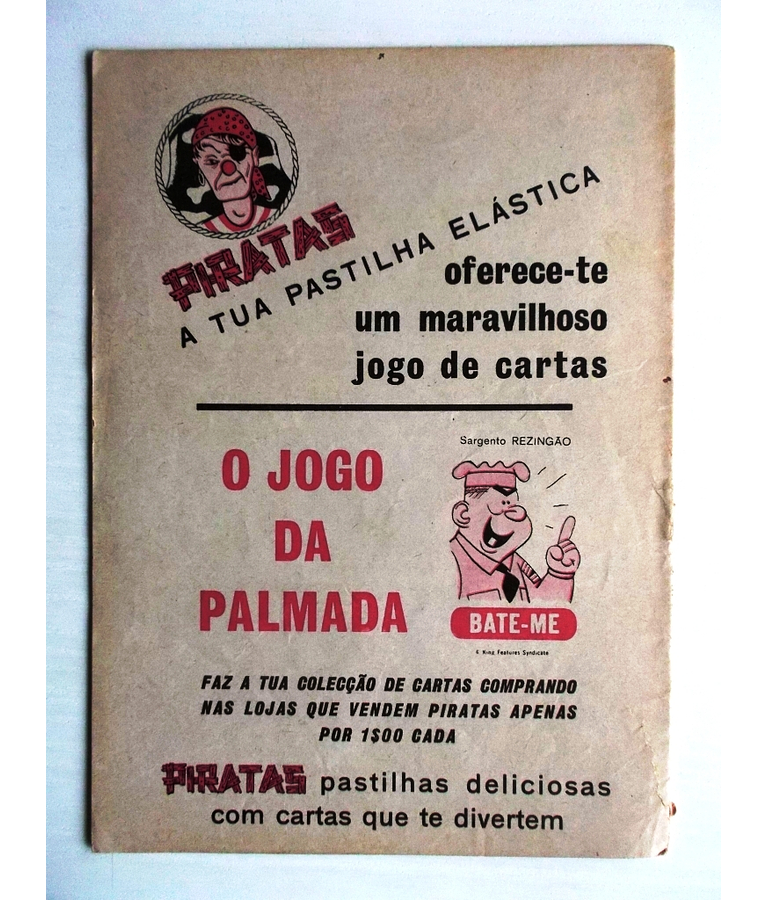 PIRATAS
A TUA PASTILHA ELÁSTICA
oferece-te
um maravilhoso
jogo de cartas
O JOGO
DA
PALMADA
Sargento REZINGÃO
BATE-ME
© King Features Syndicate
FAZ A TUA COLECÇÃO DE CARTAS COMPRANDO
NAS LOJAS QUE VENDEM PIRATAS APENAS
POR 1$00 CADA
PIRATAS pastilhas deliciosas
com cartas que te divertem